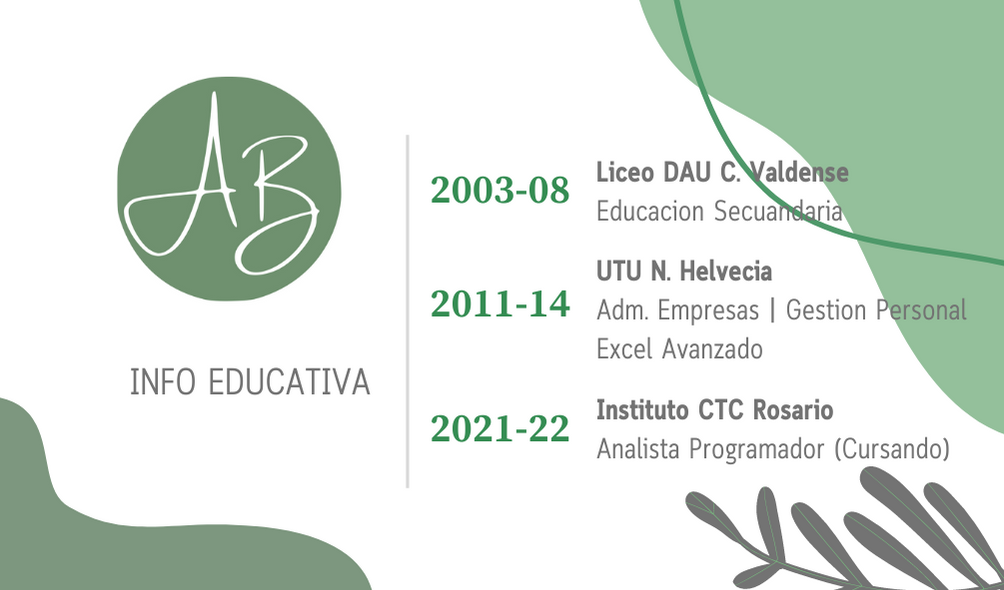 AB
INFO EDUCATIVA
2003-08
Liceo DAU C. Valdense
Educacion Secuandaria
2011-14
UTU N. Helvecia
Adm. Empresas | Gestion Personal
Excel Avanzado
2021-22
Instituto CTC Rosario
Analista Programador (Cursando)